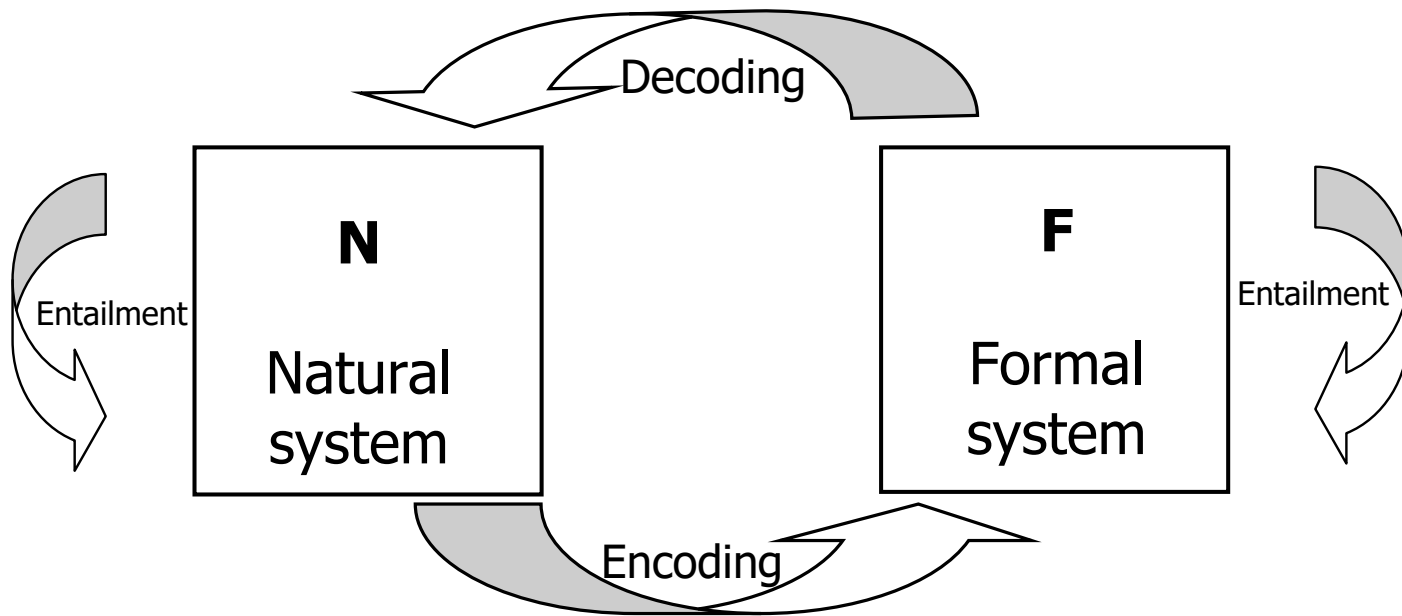 Decoding
N
Natural
system
Entailment
F
Formal
system
Entailment
Encoding